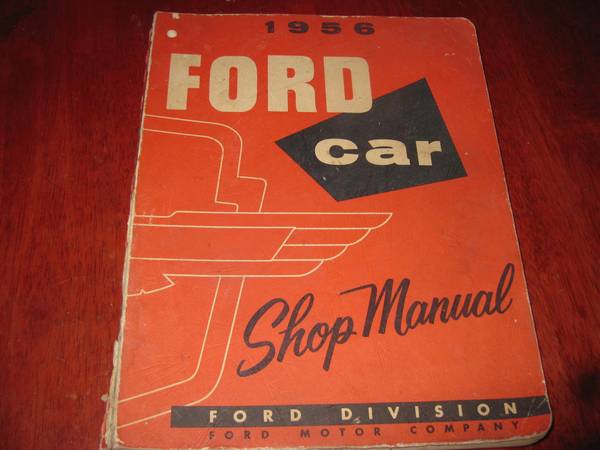 1956
FORD
car
Shop Manual
FORD DIVISION
FORD MOTOR COMPANY